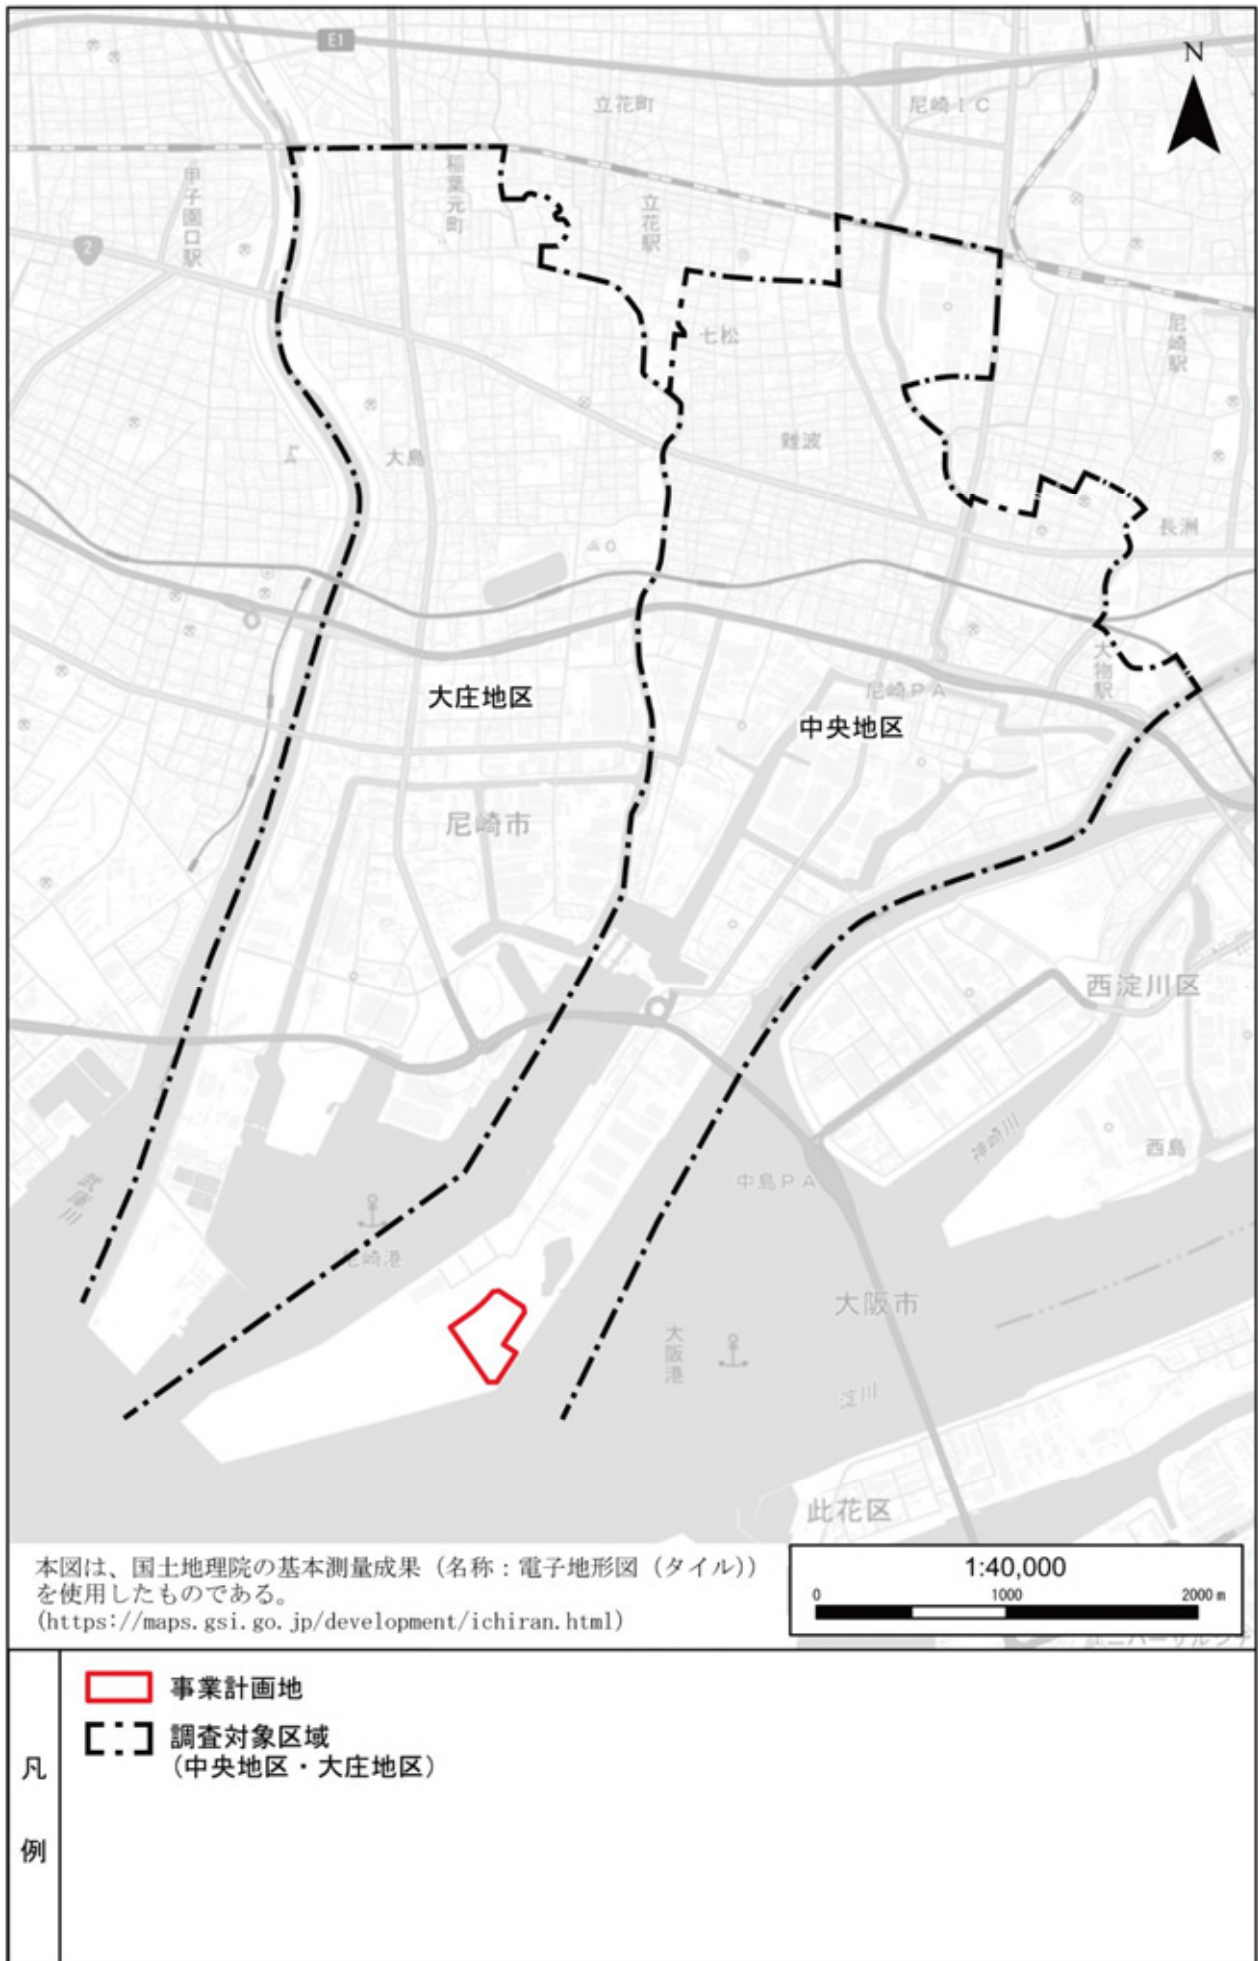 E1
N
立花町
尼崎IC
甲子園口駅
稲葉元町
立花駅
2
七松
尼崎駅
難波
大島
長洲
大物駅
尼崎PA
大庄地区
中央地区
尼崎市
西淀川区
神崎川
西島
中島PA
武庫川
尼崎港
大阪市
大阪港
淀川
此花区
本図は、国土地理院の基本測量成果（名称：電子地形図（タイル））
を使用したものである。
(https://maps.gsi.go.jp/development/ichiran.html)
1:40,000
0 1000 2000 m
凡例
事業計画地
調査対象区域
（中央地区・大庄地区）